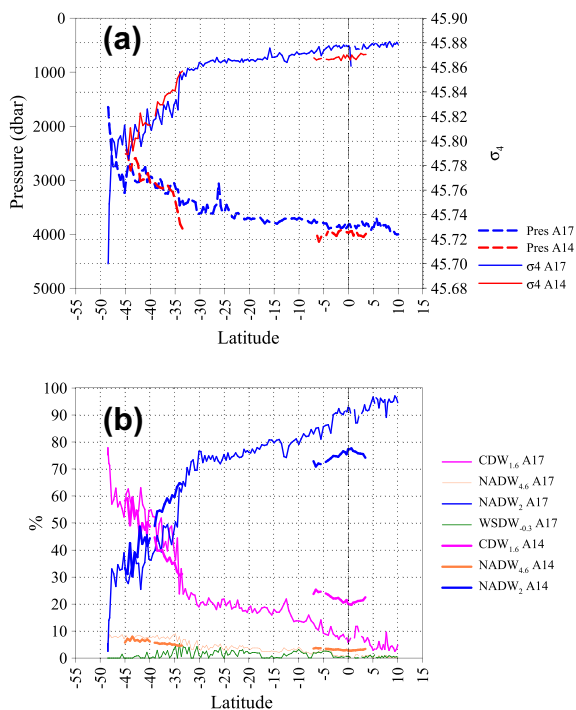 (a)
0
1000
2000
3000
4000
5000
Pressure (dbar)
45.90
45.88
45.86
45.84
45.82
45.80
45.78
45.76
45.74
45.72
45.70
45.68
σ4
-55 -50 -45 -40 -35 -30 -25 -20 -15 -10 -5 0 5 10 15
Latitude
Pres A17
Pres A14
σ4 A17
σ4 A14
(b)
100
90
80
70
60
50
40
30
20
10
0
%
-55 -50 -45 -40 -35 -30 -25 -20 -15 -10 -5 0 5 10 15
Latitude
CDW1.6 A17
NADW4.6 A17
NADW2 A17
WSDW-0.3 A17
CDW1.6 A14
NADW4.6 A14
NADW2 A14